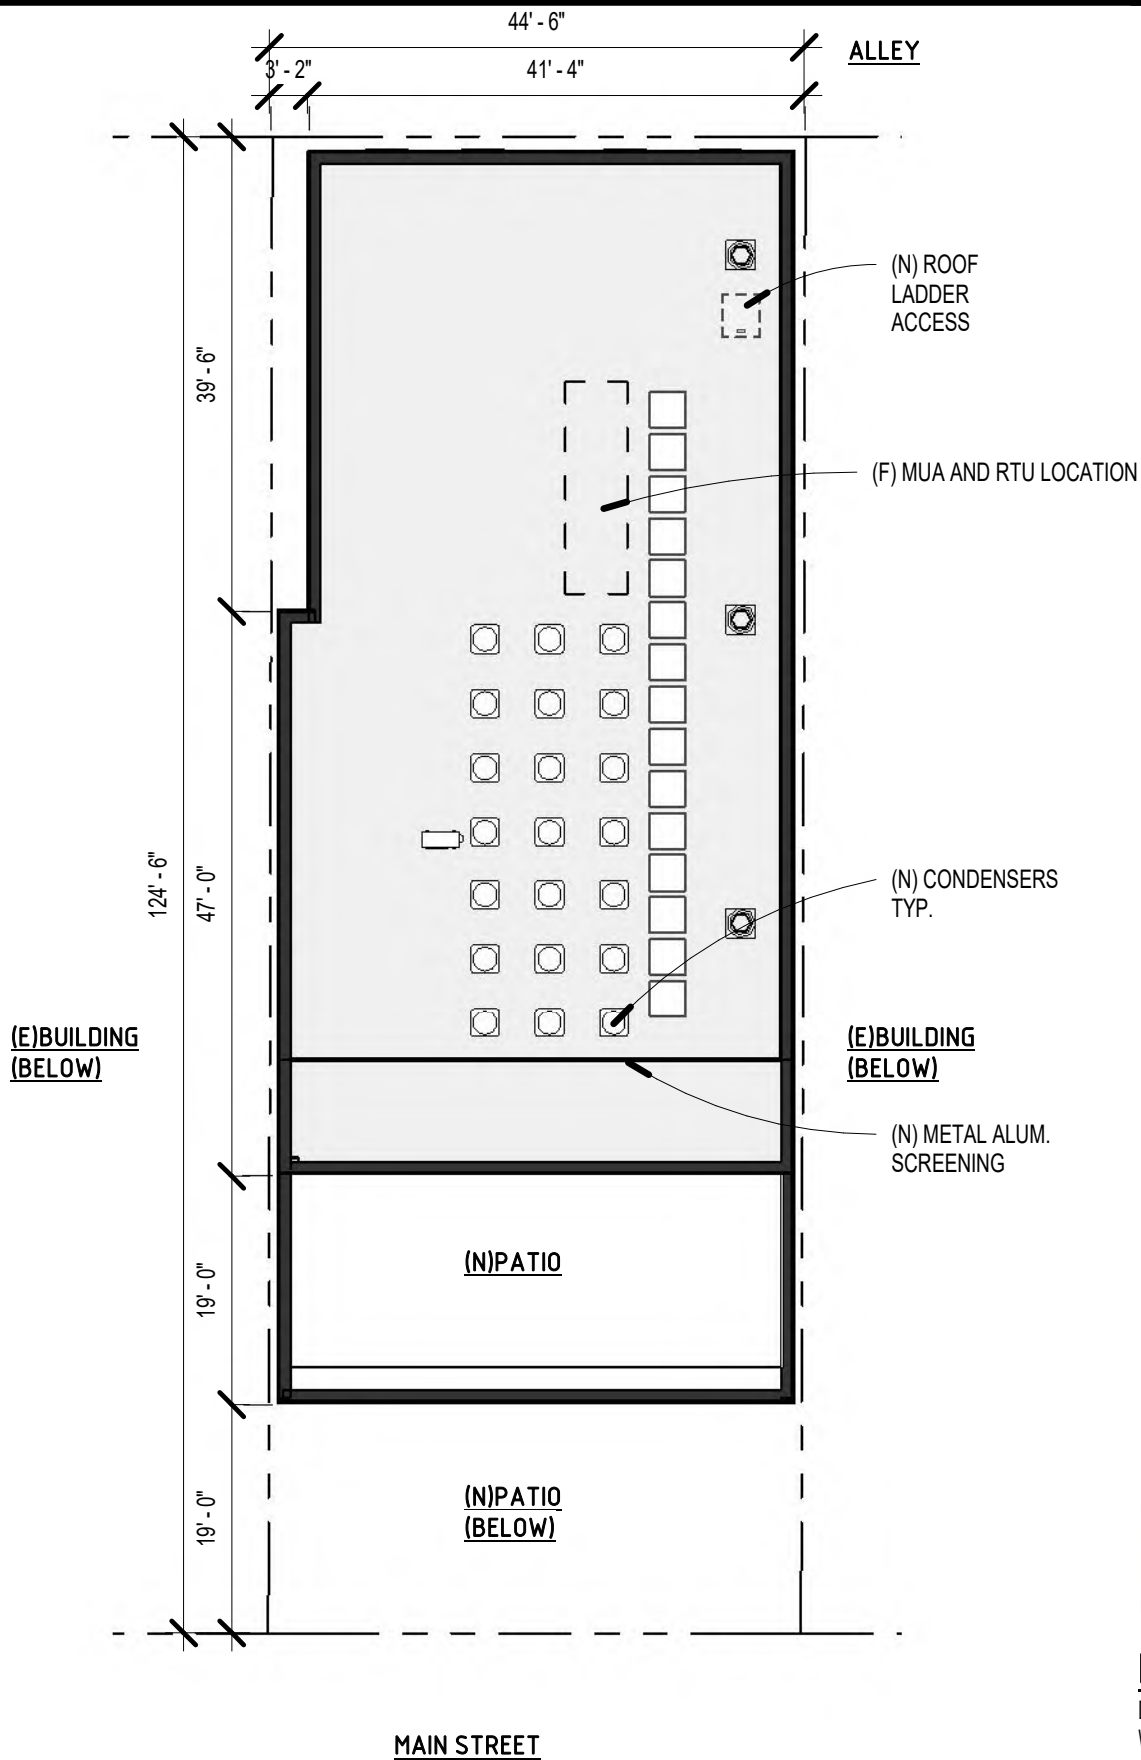 44' - 6"
ALLEY
3' - 2"
41' - 4"
(N) ROOF
LADDER
ACCESS
39' - 6"
(F) MUA AND RTU LOCATION
124' - 6"
47' - 0"
(N) CONDENSERS
TYP.
(E)BUILDING
(BELOW)
(E)BUILDING
(BELOW)
(N) METAL ALUM.
SCREENING
(N)PATIO
19' - 0"
(N)PATIO
(BELOW)
19' - 0"
MAIN STREET